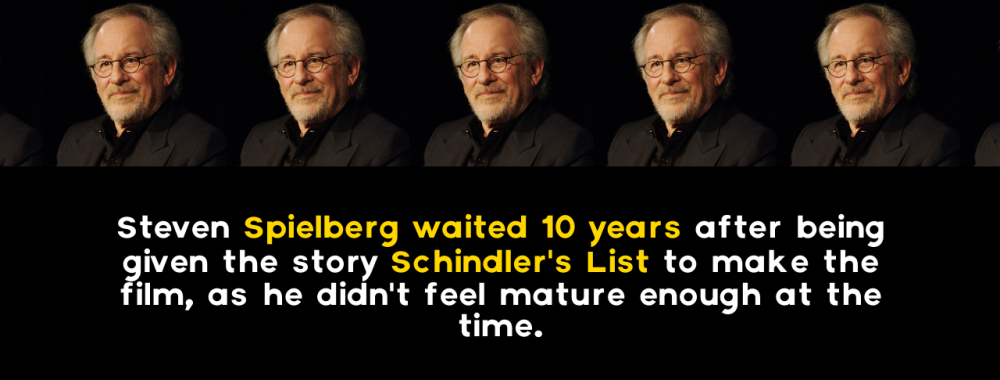 Steven Spielberg waited 10 years after being
given the story Schindler's List to make the
film, as he didn't feel mature enough at the
time.